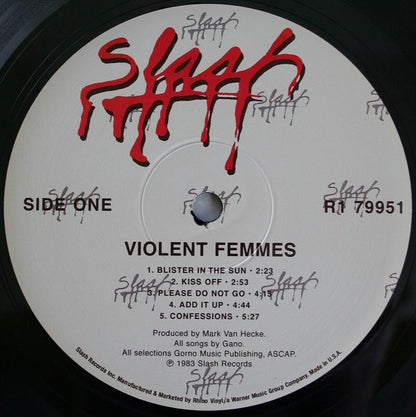 Slash
SIDE ONE
R1 79951
VIOLENT FEMMES
1. BLISTER IN THE SUN · 2:23
2. KISS OFF · 2:53
3. PLEASE DO NOT GO · 4:15
4. ADD IT UP · 4:44
5. CONFESSIONS · 5:27
Produced by Mark Van Hecke.
All songs by Gano.
All selections Gorno Music Publishing, ASCAP.
℗ 1983 Slash Records
Slash Records Inc. Manufactured & Marketed by Rhino Vinyl, a Warner Music Group Company. Made in U.S.A.